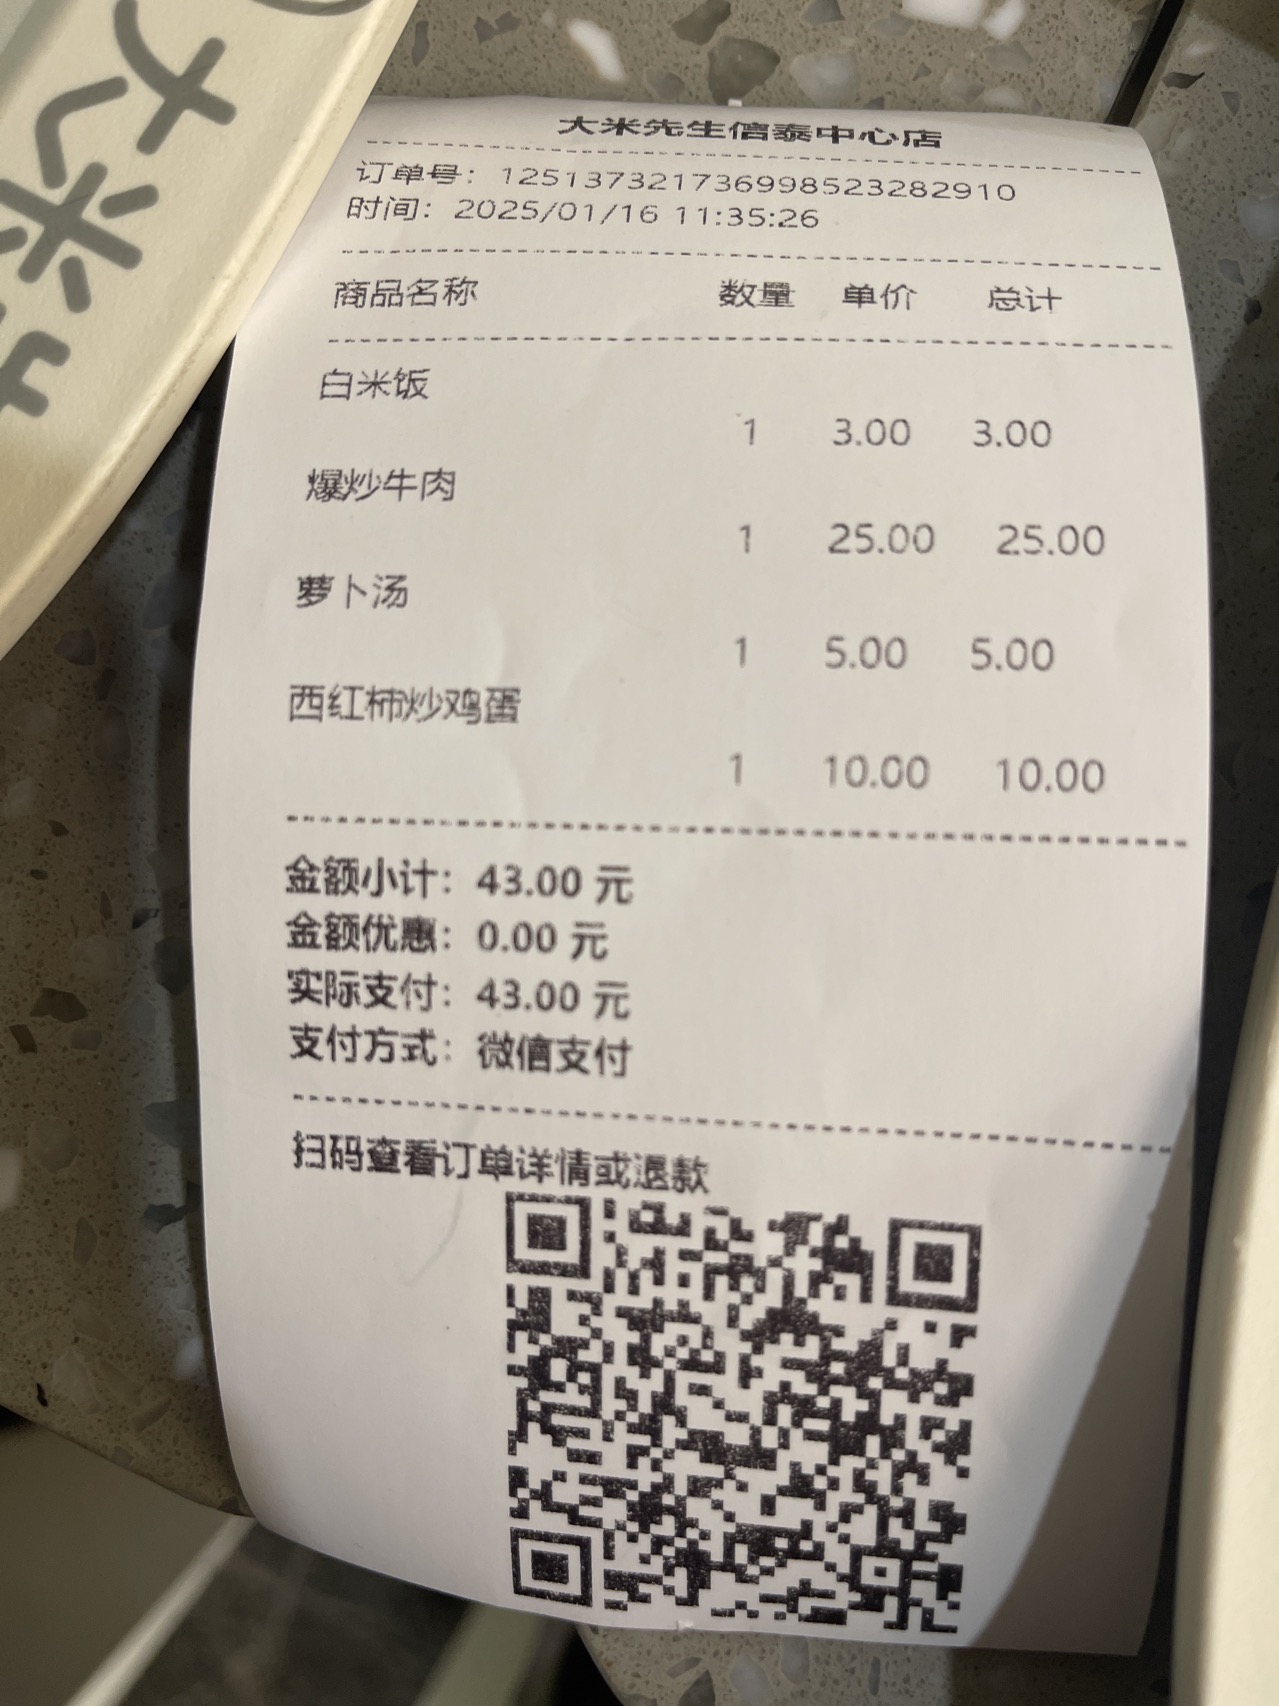 大米
大米先生信泰中心店
订单号：1251373217369985232​82910
时间：2025/01/16 11:35:26
商品名称 数量 单价 总计
白米饭
1 3.00 3.00
爆炒牛肉
1 25.00 25.00
萝卜汤
1 5.00 5.00
西红柿炒鸡蛋
1 10.00 10.00
金额小计：43.00 元
金额优惠：0.00 元
实际支付：43.00 元
支付方式：微信支付
扫码查看订单详情或退款